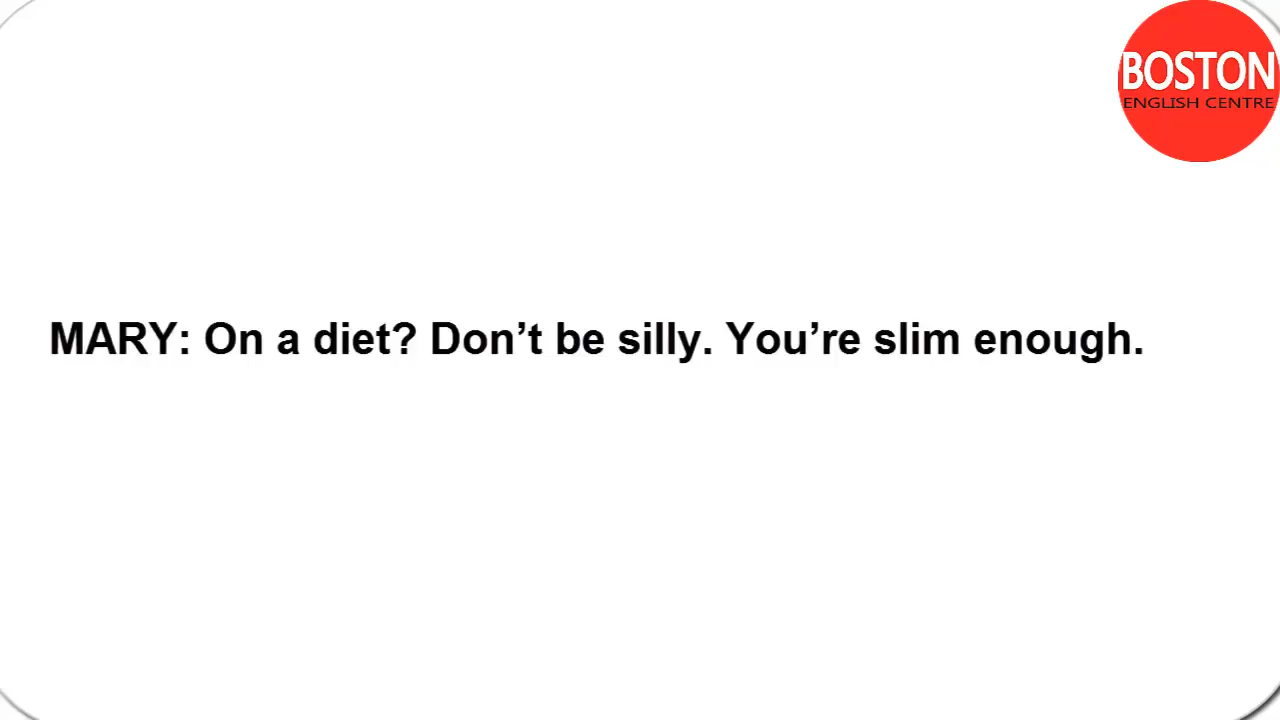 BOSTON
ENGLISH CENTRE
MARY: On a diet? Don’t be silly. You’re slim enough.